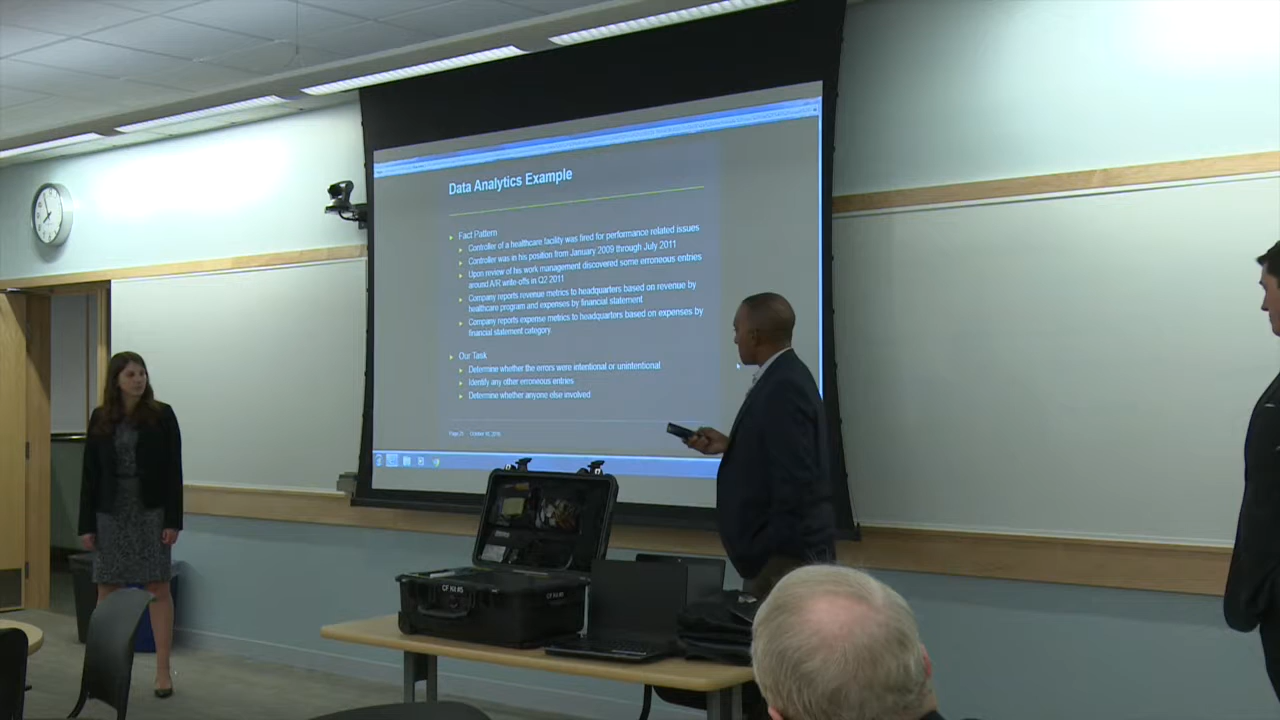 Data Analytics Example
Fact Pattern
Controller of a healthcare facility was fired for performance related issues
Controller was in his position from January 2009 through July 2011
Upon review of his work management discovered some erroneous entries
around A/R write-offs in Q2 2011
Company reports revenue metrics to headquarters based on revenue by
healthcare program and expenses by financial statement
Company reports expense metrics to headquarters based on expenses by
financial statement category.
Our Task
Determine whether the errors were intentional or unintentional
Identify any other erroneous entries
Determine whether anyone else involved
CF Kit #5